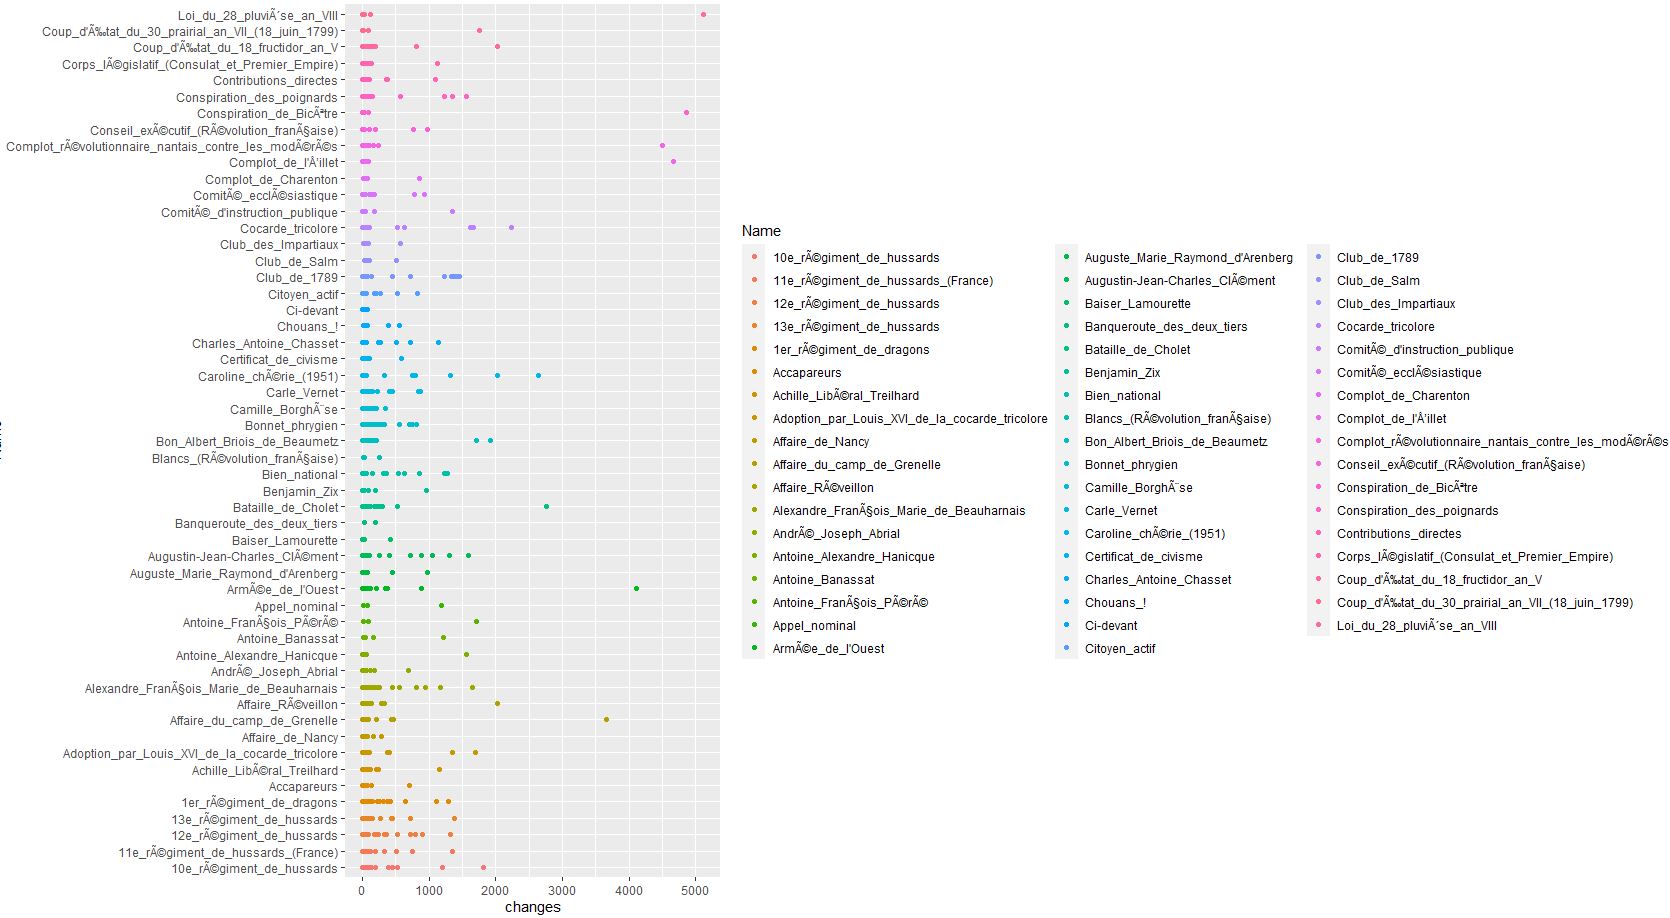 Loi_du_28_pluviÃ´se_an_VIII
Coup_d'Ã‰tat_du_30_prairial_an_VII_(18_juin_1799)
Coup_d'Ã‰tat_du_18_fructidor_an_V
Corps_lÃ©gislatif_(Consulat_et_Premier_Empire)
Contributions_directes
Conspiration_des_poignards
Conspiration_de_BicÃªtre
Conseil_exÃ©cutif_(RÃ©volution_franÃ§aise)
Complot_rÃ©volutionnaire_nantais_contre_les_modÃ©rÃ©s
Complot_de_l'Å’illet
Complot_de_Charenton
ComitÃ©_ecclÃ©siastique
ComitÃ©_d'instruction_publique
Cocarde_tricolore
Club_des_Impartiaux
Club_de_Salm
Club_de_1789
Citoyen_actif
Ci-devant
Chouans_!
Charles_Antoine_Chasset
Certificat_de_civisme
Caroline_chÃ©rie_(1951)
Carle_Vernet
Camille_BorghÃ¨se
Bonnet_phrygien
Bon_Albert_Briois_de_Beaumetz
Blancs_(RÃ©volution_franÃ§aise)
Bien_national
Benjamin_Zix
Bataille_de_Cholet
Banqueroute_des_deux_tiers
Baiser_Lamourette
Augustin-Jean-Charles_ClÃ©ment
Auguste_Marie_Raymond_d'Arenberg
ArmÃ©e_de_l'Ouest
Appel_nominal
Antoine_FranÃ§ois_PÃ©rÃ©
Antoine_Banassat
Antoine_Alexandre_Hanicque
AndrÃ©_Joseph_Abrial
Alexandre_FranÃ§ois_Marie_de_Beauharnais
Affaire_RÃ©veillon
Affaire_du_camp_de_Grenelle
Affaire_de_Nancy
Adoption_par_Louis_XVI_de_la_cocarde_tricolore
Achille_LibÃ©ral_Treilhard
Accapareurs
1er_rÃ©giment_de_dragons
13e_rÃ©giment_de_hussards
12e_rÃ©giment_de_hussards
11e_rÃ©giment_de_hussards_(France)
10e_rÃ©giment_de_hussards
0 1000 2000 3000 4000 5000
changes
Name
10e_rÃ©giment_de_hussards
11e_rÃ©giment_de_hussards_(France)
12e_rÃ©giment_de_hussards
13e_rÃ©giment_de_hussards
1er_rÃ©giment_de_dragons
Accapareurs
Achille_LibÃ©ral_Treilhard
Adoption_par_Louis_XVI_de_la_cocarde_tricolore
Affaire_de_Nancy
Affaire_du_camp_de_Grenelle
Affaire_RÃ©veillon
Alexandre_FranÃ§ois_Marie_de_Beauharnais
AndrÃ©_Joseph_Abrial
Antoine_Alexandre_Hanicque
Antoine_Banassat
Antoine_FranÃ§ois_PÃ©rÃ©
Appel_nominal
ArmÃ©e_de_l'Ouest
Auguste_Marie_Raymond_d'Arenberg
Augustin-Jean-Charles_ClÃ©ment
Baiser_Lamourette
Banqueroute_des_deux_tiers
Bataille_de_Cholet
Benjamin_Zix
Bien_national
Blancs_(RÃ©volution_franÃ§aise)
Bon_Albert_Briois_de_Beaumetz
Bonnet_phrygien
Camille_BorghÃ¨se
Carle_Vernet
Caroline_chÃ©rie_(1951)
Certificat_de_civisme
Charles_Antoine_Chasset
Chouans_!
Ci-devant
Citoyen_actif
Club_de_1789
Club_de_Salm
Club_des_Impartiaux
Cocarde_tricolore
ComitÃ©_d'instruction_publique
ComitÃ©_ecclÃ©siastique
Complot_de_Charenton
Complot_de_l'Å’illet
Complot_rÃ©volutionnaire_nantais_contre_les_modÃ©rÃ©s
Conseil_exÃ©cutif_(RÃ©volution_franÃ§aise)
Conspiration_de_BicÃªtre
Conspiration_des_poignards
Contributions_directes
Corps_lÃ©gislatif_(Consulat_et_Premier_Empire)
Coup_d'Ã‰tat_du_18_fructidor_an_V
Coup_d'Ã‰tat_du_30_prairial_an_VII_(18_juin_1799)
Loi_du_28_pluviÃ´se_an_VIII